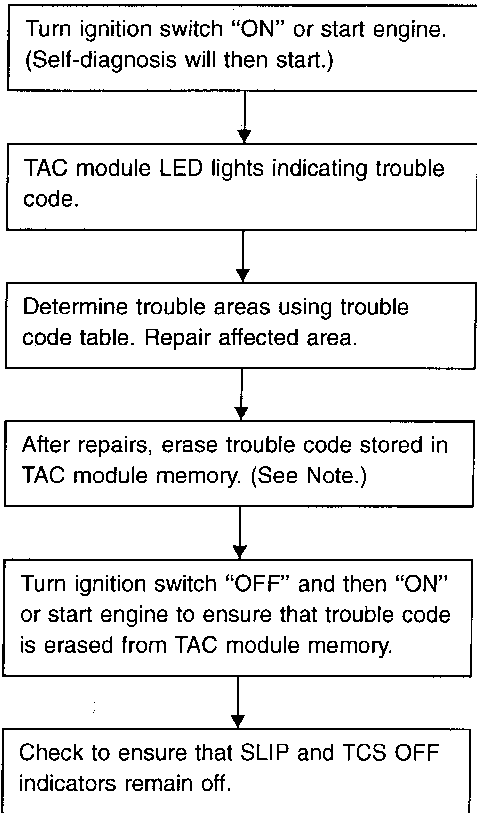 Turn ignition switch “ON” or start engine.
(Self-diagnosis will then start.)
TAC module LED lights indicating trouble
code.
Determine trouble areas using trouble
code table. Repair affected area.
After repairs, erase trouble code stored in
TAC module memory. (See Note.)
Turn ignition switch “OFF” and then “ON”
or start engine to ensure that trouble code
is erased from TAC module memory.
Check to ensure that SLIP and TCS OFF
indicators remain off.